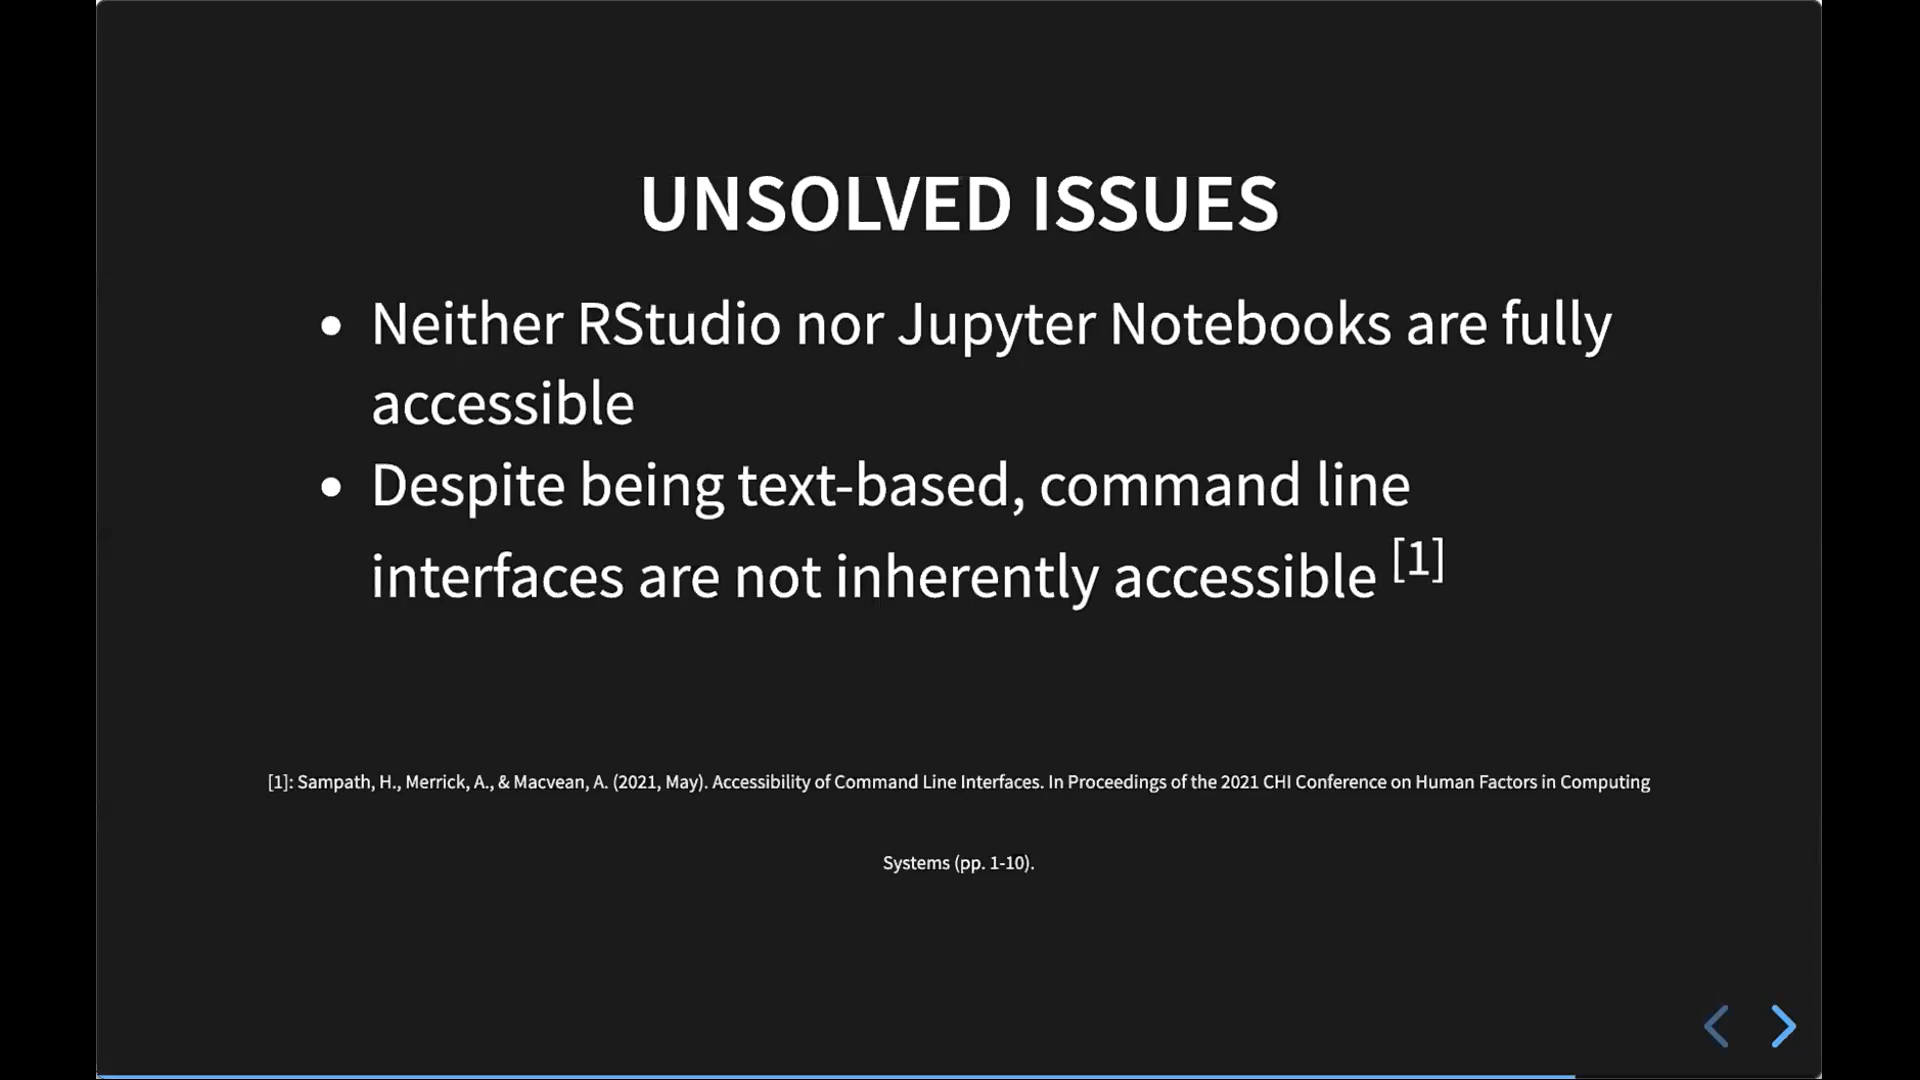 UNSOLVED ISSUES
• Neither RStudio nor Jupyter Notebooks are fully
accessible
• Despite being text-based, command line
interfaces are not inherently accessible [1]
[1]: Sampath, H., Merrick, A., & Macvean, A. (2021, May). Accessibility of Command Line Interfaces. In Proceedings of the 2021 CHI Conference on Human Factors in Computing
Systems (pp. 1-10).